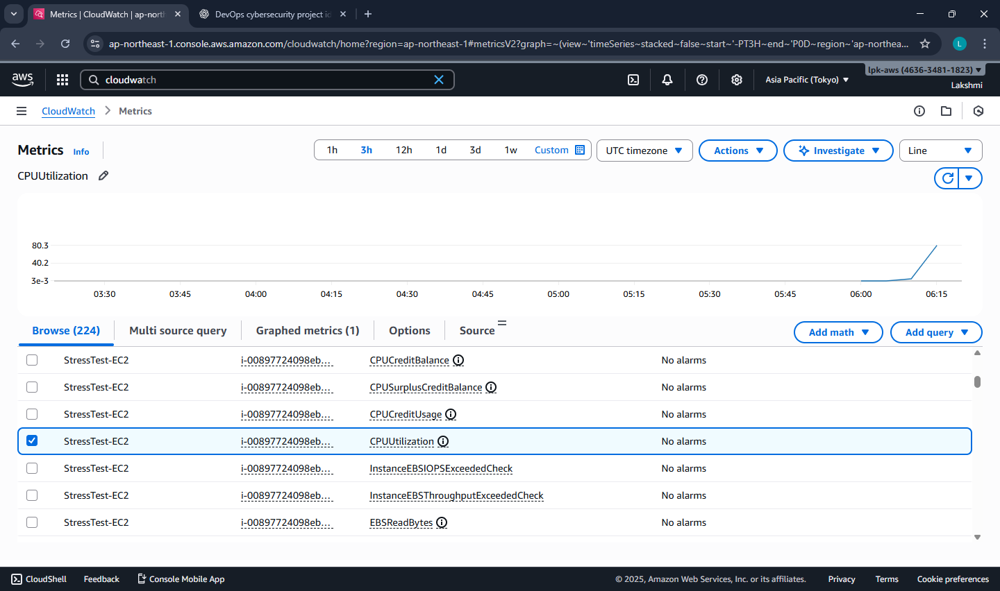 Metrics | CloudWatch | ap-north
DevOps cybersecurity project id
ap-northeast-1.console.aws.amazon.com/cloudwatch/home?region=ap-northeast-1#metricsV2?graph=~(view~'timeSeries~stacked~false~start~'-PT3H~end~'P0D~region~'ap-northea...
L
aws
cloudwatch
Asia Pacific (Tokyo)
lpk-aws (4636-3481-1823)
Lakshmi
CloudWatch > Metrics
Metrics Info
1h 3h 12h 1d 3d 1w Custom
UTC timezone
Actions
Investigate
Line
CPUUtilization
80.3
40.2
3e-3
03:30 03:45 04:00 04:15 04:30 04:45 05:00 05:15 05:30 05:45 06:00 06:15
Browse (224) Multi source query Graphed metrics (1) Options Source Add math Add query
StressTest-EC2 i-00897724098eb... CPUCreditBalance No alarms
StressTest-EC2 i-00897724098eb... CPUSurplusCreditBalance No alarms
StressTest-EC2 i-00897724098eb... CPUCreditUsage No alarms
StressTest-EC2 i-00897724098eb... CPUUtilization No alarms
StressTest-EC2 i-00897724098eb... InstanceEBSIOPSExceededCheck No alarms
StressTest-EC2 i-00897724098eb... InstanceEBSThroughputExceededCheck No alarms
StressTest-EC2 i-00897724098eb... EBSReadBytes No alarms
CloudShell Feedback Console Mobile App © 2025, Amazon Web Services, Inc. or its affiliates. Privacy Terms Cookie preferences